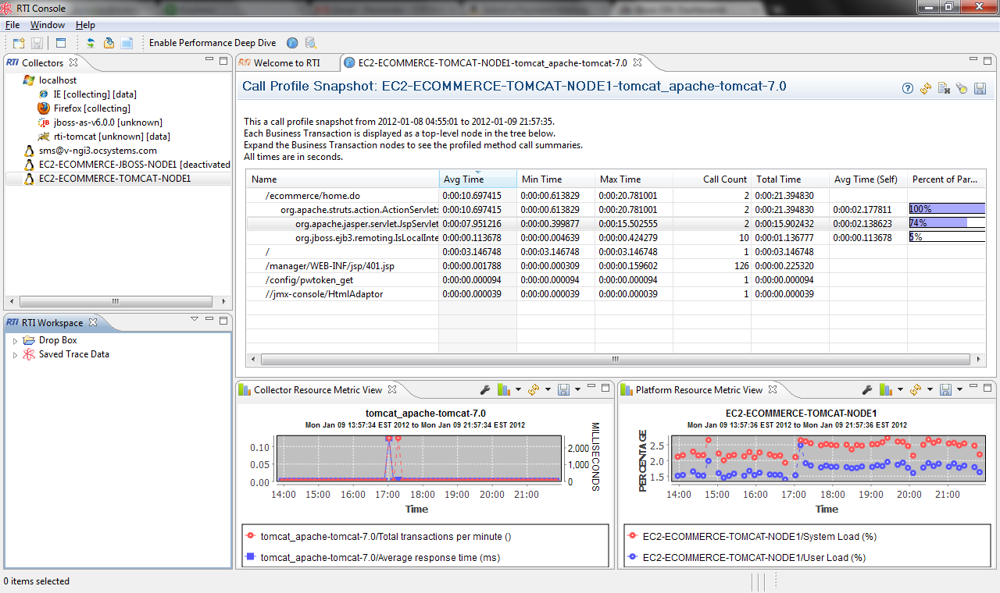 RTI Console
File Window Help
Enable Performance Deep Dive
RTI Collectors
localhost
IE [collecting] [data]
Firefox [collecting]
jboss-as-v6.0.0 [unknown]
rti-tomcat [unknown] [data]
sms@v-ngi3.ocsystems.com
EC2-ECOMMERCE-JBOSS-NODE1 [deactivated
EC2-ECOMMERCE-TOMCAT-NODE1
RTI RTI Workspace
Drop Box
Saved Trace Data
RTI Welcome to RTI
EC2-ECOMMERCE-TOMCAT-NODE1-tomcat_apache-tomcat-7.0
Call Profile Snapshot: EC2-ECOMMERCE-TOMCAT-NODE1-tomcat_apache-tomcat-7.0
This a call profile snapshot from 2012-01-08 04:55:01 to 2012-01-09 21:57:35.
Each Business Transaction is displayed as a top-level node in the tree below.
Expand the Business Transaction nodes to see the profiled method call summaries.
All times are in seconds.
Name Avg Time Min Time Max Time Call Count Total Time Avg Time (Self) Percent of Par...
/ecommerce/home.do 0:00:10.697415 0:00:00.613829 0:00:20.781001 2 0:00:21.394830
org.apache.struts.action.ActionServlet: 0:00:10.697415 0:00:00.613829 0:00:20.781001 2 0:00:21.394830 0:00:02.177811 100%
org.apache.jasper.servlet.JspServlet 0:00:07.951216 0:00:00.399877 0:00:15.502555 2 0:00:15.902432 0:00:02.138623 74%
org.jboss.ejb3.remoting.IsLocalInte 0:00:00.113678 0:00:00.004639 0:00:00.424279 10 0:00:01.136777 0:00:00.113678 5%
/ 0:00:03.146748 0:00:03.146748 0:00:03.146748 1 0:00:03.146748
/manager/WEB-INF/jsp/401.jsp 0:00:00.001788 0:00:00.000309 0:00:00.159602 126 0:00:00.225320
/config/pwtoken_get 0:00:00.000094 0:00:00.000094 0:00:00.000094 1 0:00:00.000094
//jmx-console/HtmlAdaptor 0:00:00.000039 0:00:00.000039 0:00:00.000039 1 0:00:00.000039
Collector Resource Metric View
tomcat_apache-tomcat-7.0
Mon Jan 09 13:57:34 EST 2012 to Mon Jan 09 21:57:34 EST 2012
0.10
0.05
0.00
2,000
1,000
0
MILLISECONDS
14:00 15:00 16:00 17:00 18:00 19:00 20:00 21:00
Time
tomcat_apache-tomcat-7.0/Total transactions per minute ()
tomcat_apache-tomcat-7.0/Average response time (ms)
Platform Resource Metric View
EC2-ECOMMERCE-TOMCAT-NODE1
Mon Jan 09 13:57:36 EST 2012 to Mon Jan 09 21:57:36 EST 2012
PERCENTAGE
2.5
2.0
1.5
14:00 15:00 16:00 17:00 18:00 19:00 20:00 21:00
Time
EC2-ECOMMERCE-TOMCAT-NODE1/System Load (%)
EC2-ECOMMERCE-TOMCAT-NODE1/User Load (%)
0 items selected